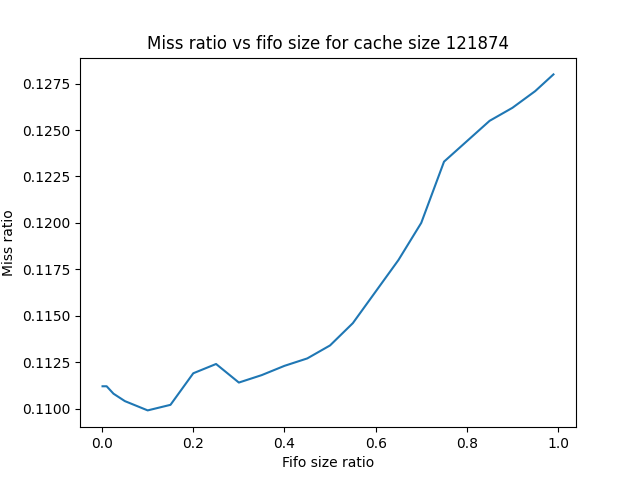 Miss ratio vs fifo size for cache size 121874
0.1275
0.1250
0.1225
0.1200
0.1175
0.1150
0.1125
0.1100
Miss ratio
0.0 0.2 0.4 0.6 0.8 1.0
Fifo size ratio